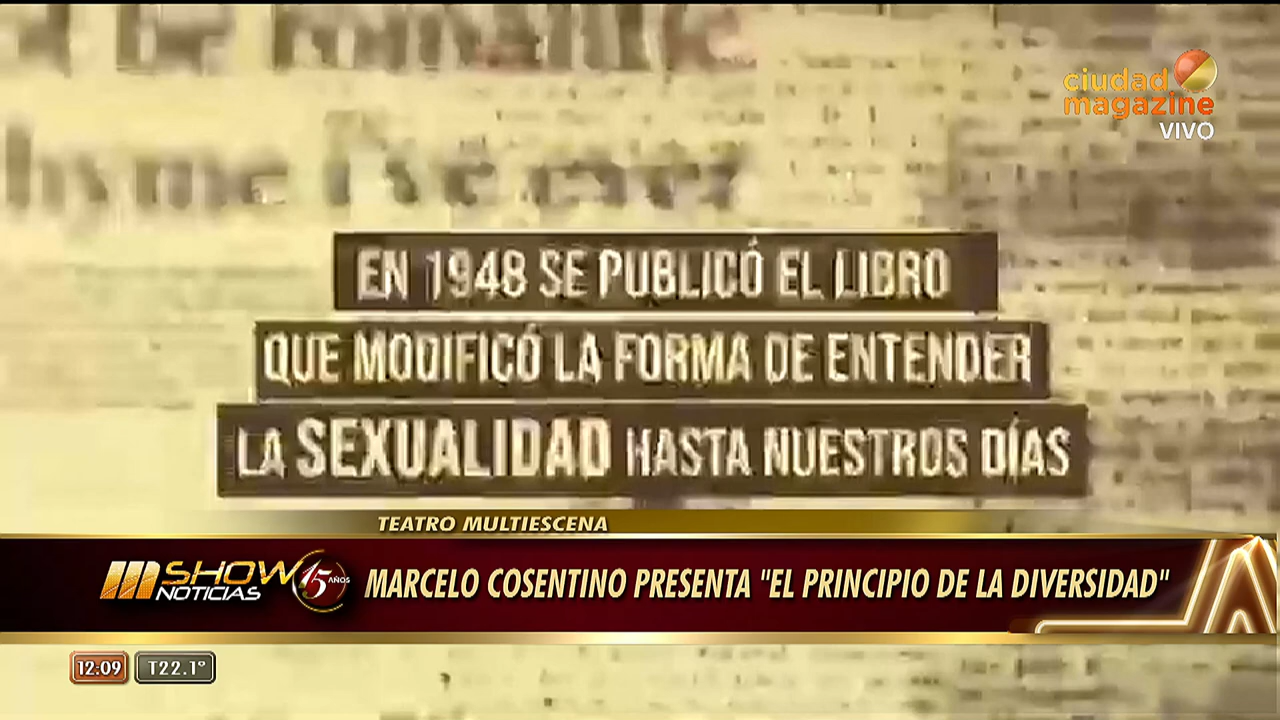 ciudad
magazine
VIVO
EN 1948 SE PUBLICÓ EL LIBRO
QUE MODIFICÓ LA FORMA DE ENTENDER
LA SEXUALIDAD HASTA NUESTROS DÍAS
TEATRO MULTIESCENA
SHOW
NOTICIAS
15 AÑOS
MARCELO COSENTINO PRESENTA "EL PRINCIPIO DE LA DIVERSIDAD"
12:09 T22.1°